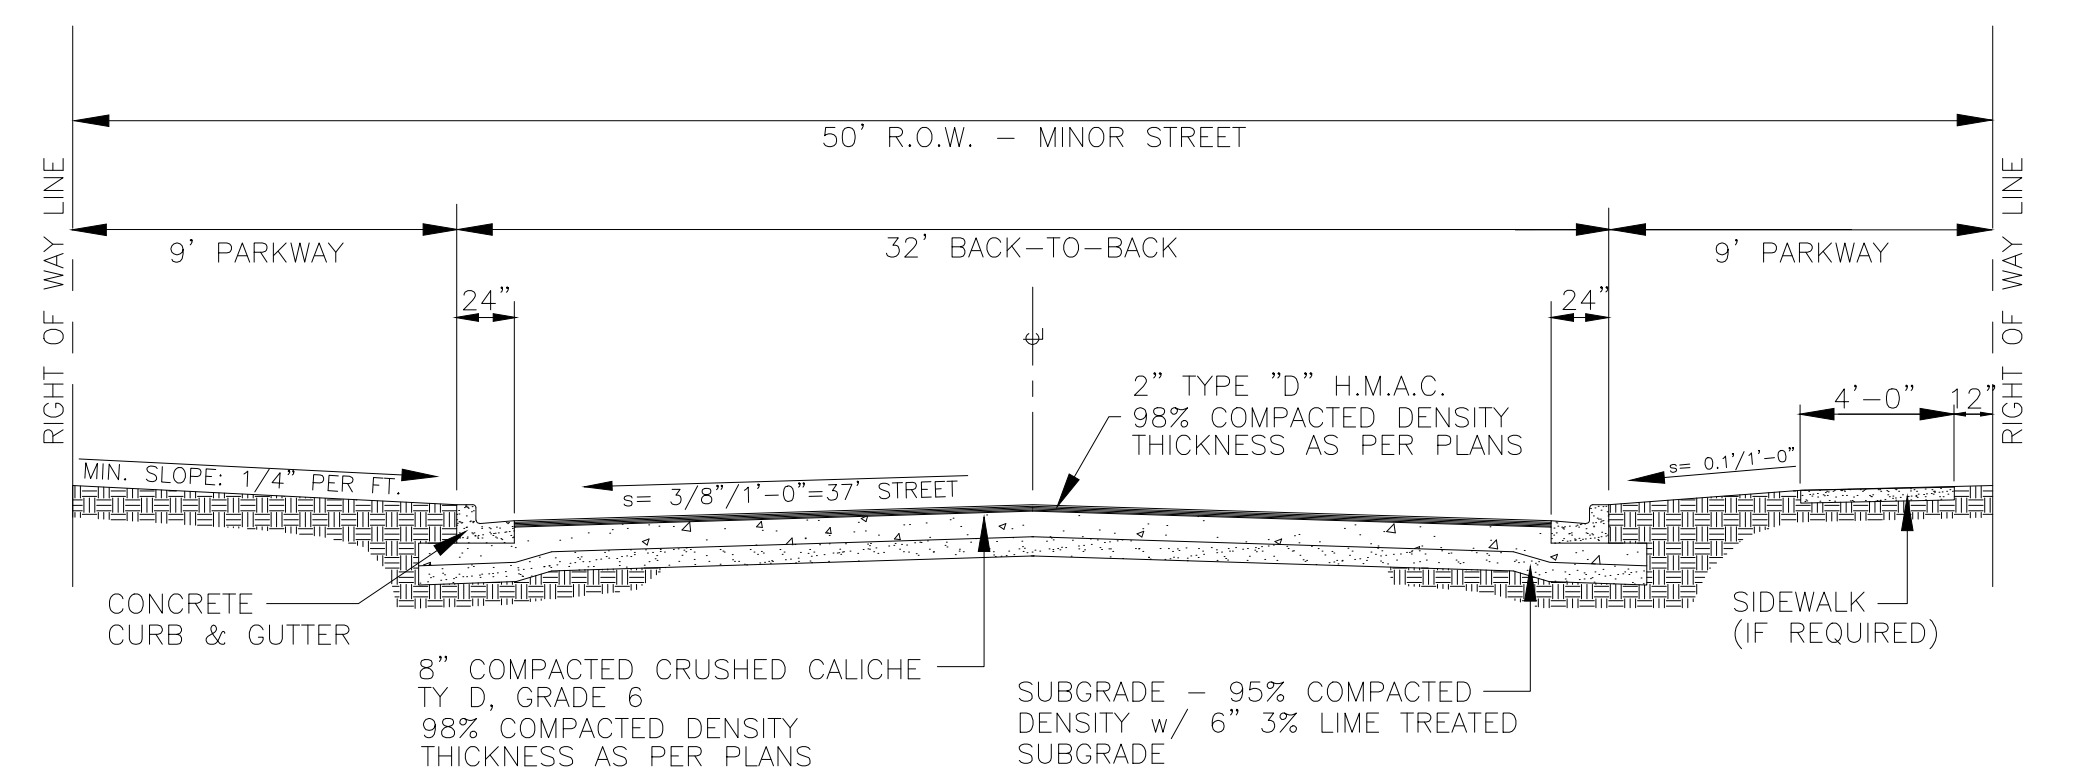 50' R.O.W. – MINOR STREET
RIGHT OF WAY LINE
RIGHT OF WAY LINE
9' PARKWAY
32' BACK–TO–BACK
9' PARKWAY
24"
24"
℄
2" TYPE "D" H.M.A.C.
98% COMPACTED DENSITY
THICKNESS AS PER PLANS
4'–0"
12"
MIN. SLOPE: 1/4" PER FT.
s= 3/8"/1'–0"=37' STREET
s= 0.1'/1'–0"
CONCRETE
CURB & GUTTER
SIDEWALK
(IF REQUIRED)
8" COMPACTED CRUSHED CALICHE
TY D, GRADE 6
98% COMPACTED DENSITY
THICKNESS AS PER PLANS
SUBGRADE – 95% COMPACTED
DENSITY w/ 6" 3% LIME TREATED
SUBGRADE